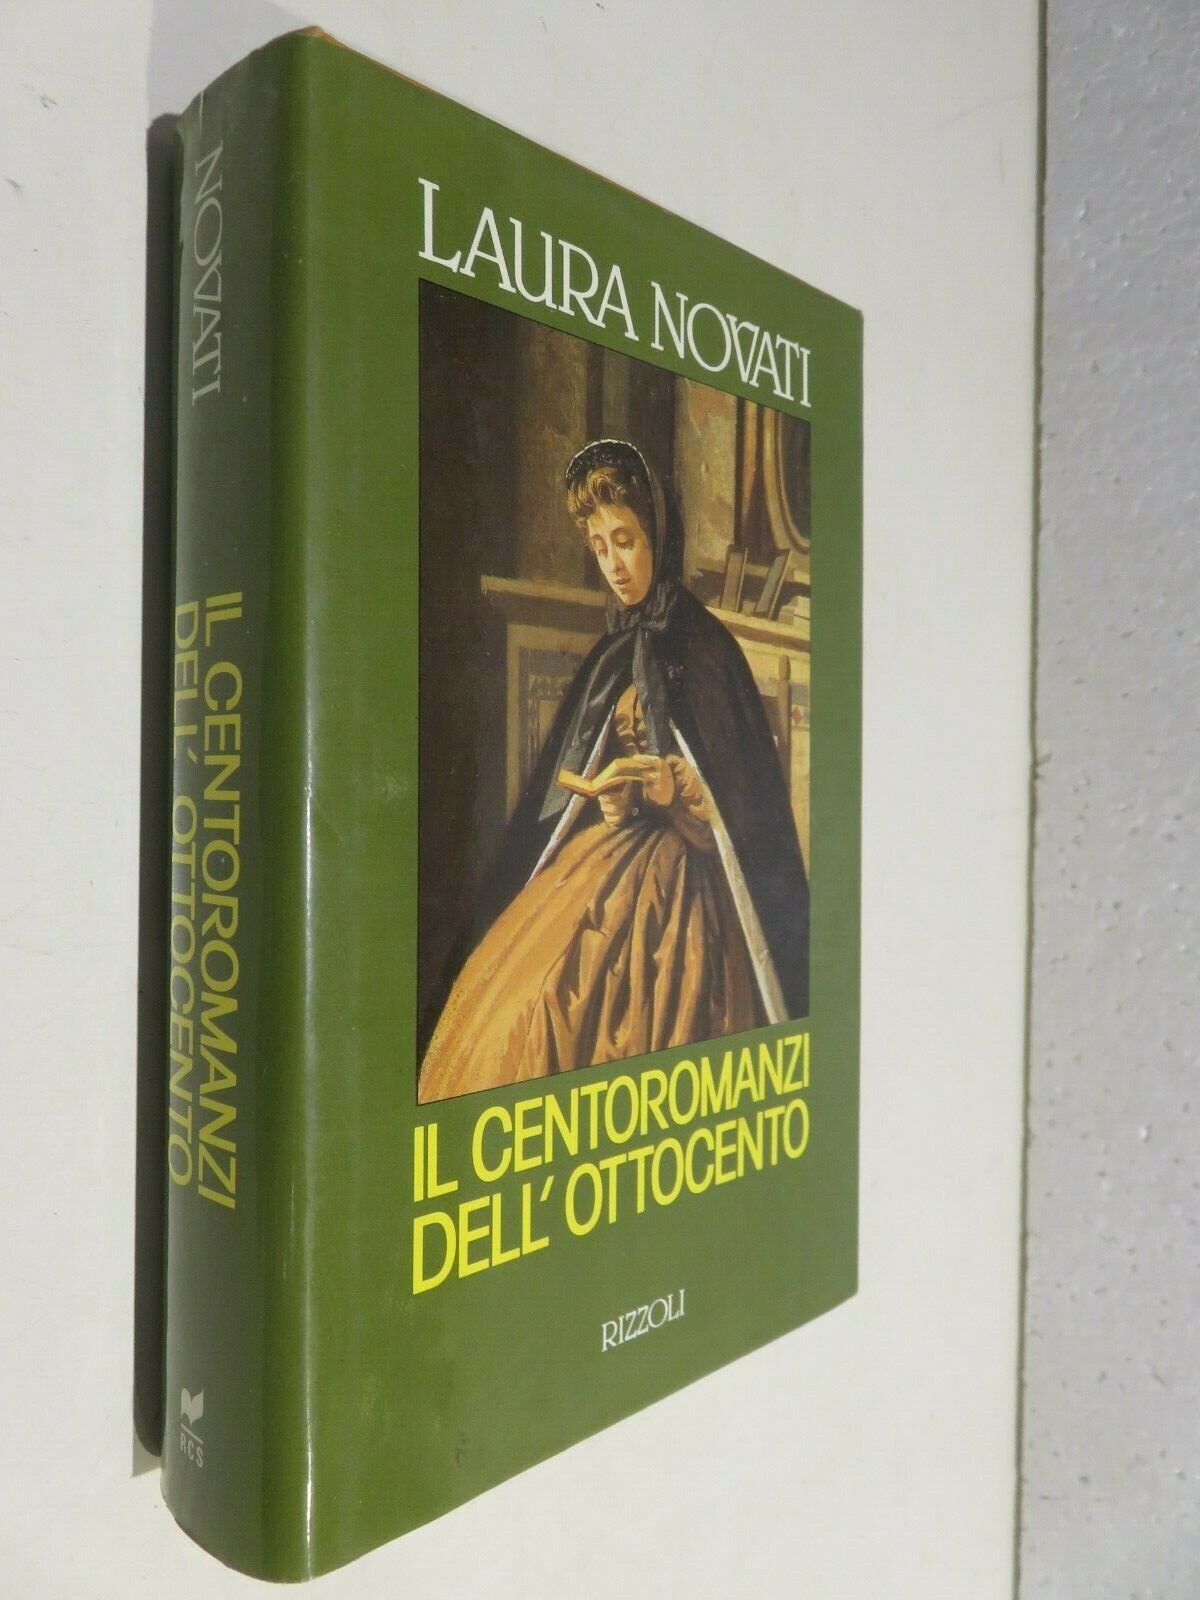 NOVATI
IL CENTOROMANZI
DELL' OTTOCENTO
RCS
LAURA NOVATI
IL CENTOROMANZI
DELL'OTTOCENTO
RIZZOLI